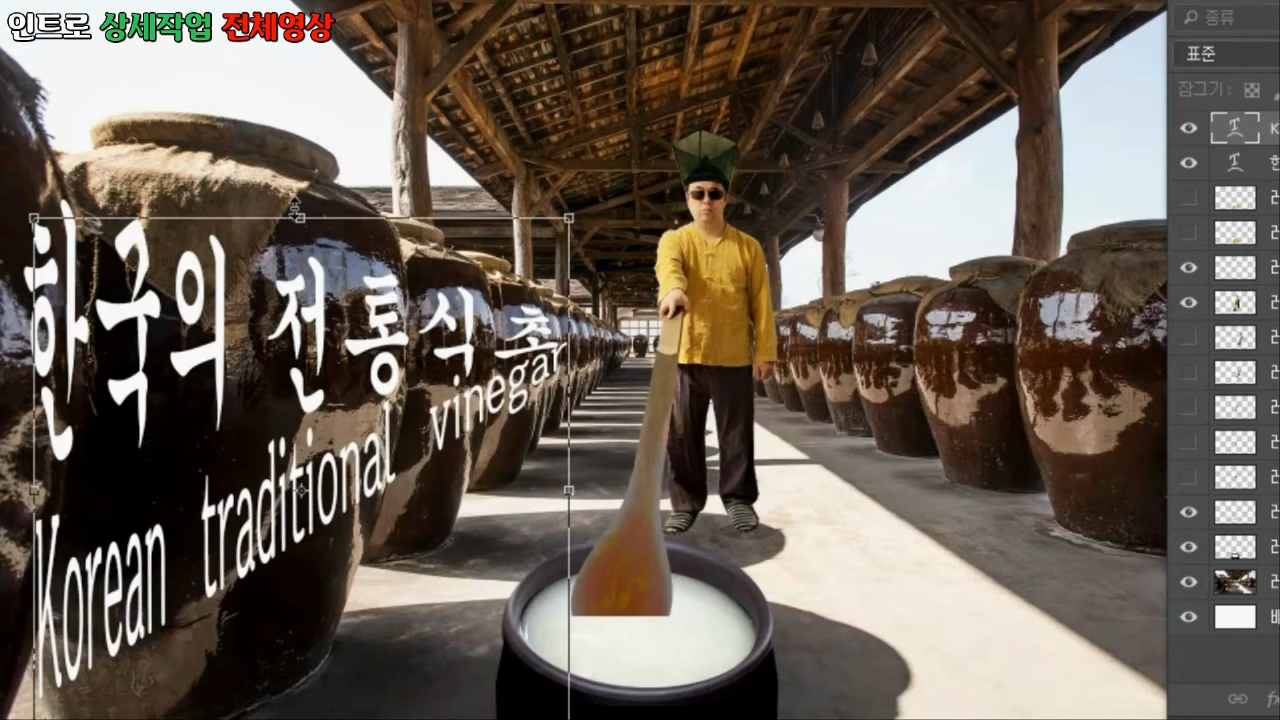 인트로 상세작업 전체영상
종류
표준
잠그기 :
한국의 전통식초
Korean traditional vinegar